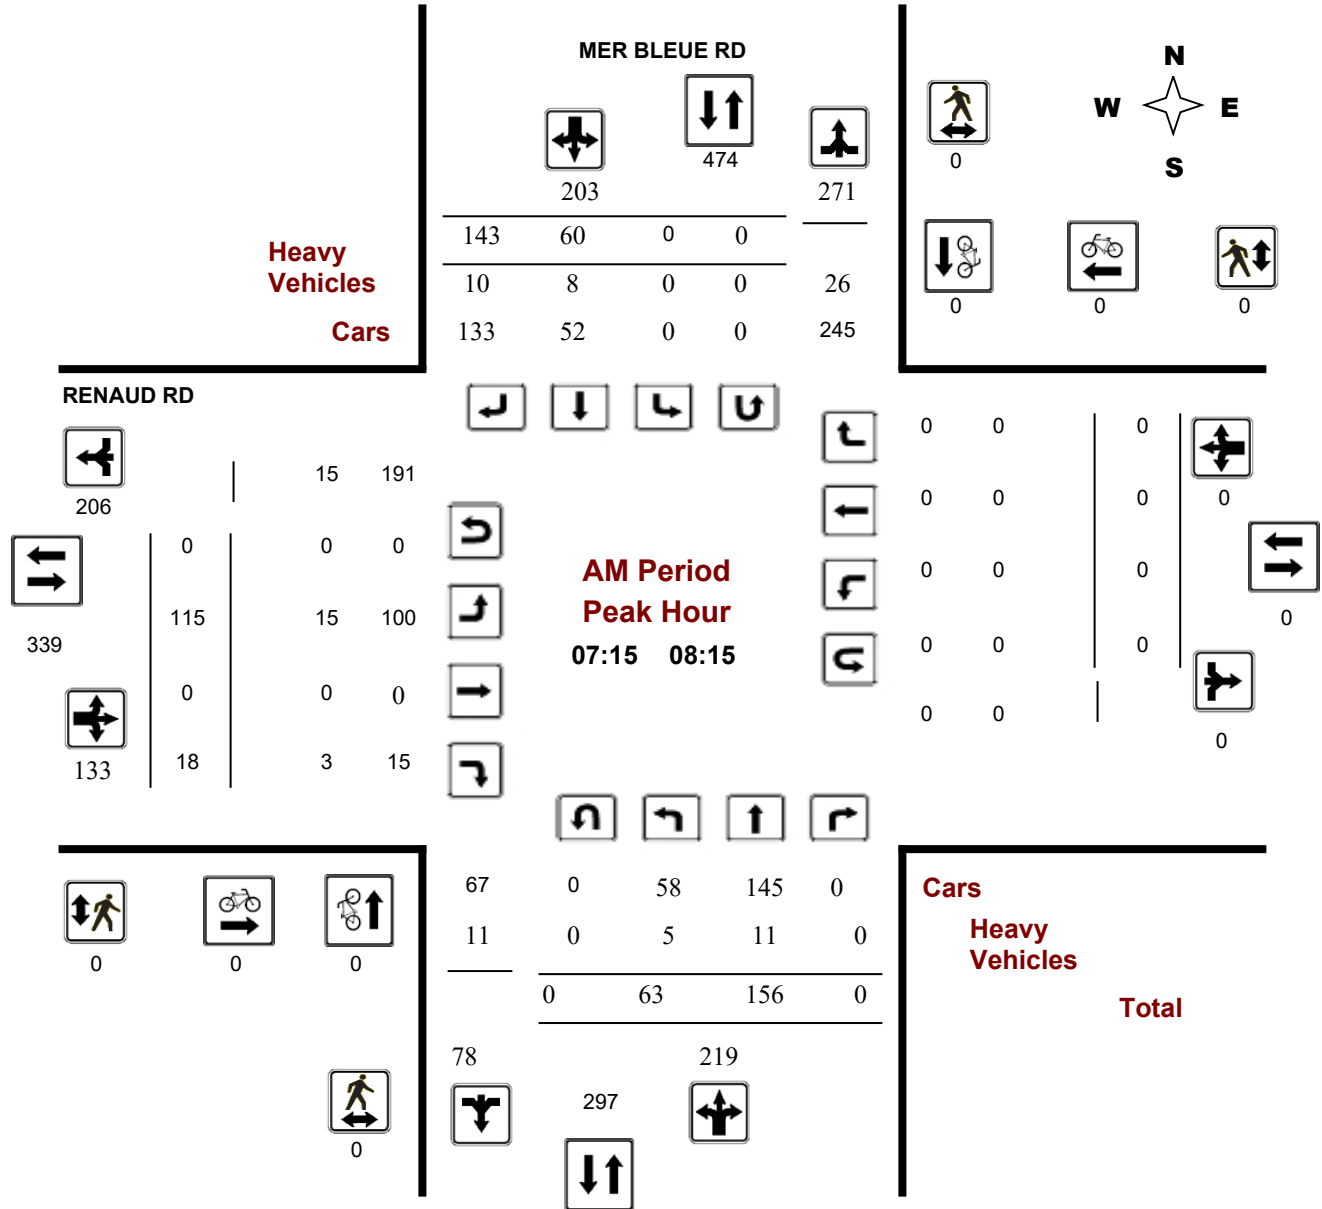 MER BLEUE RD
N
W E
S
474
0
203 271
143 60 0 0
Heavy
Vehicles
10 8 0 0 26
0 0 0
Cars
133 52 0 0 245
RENAUD RD
0 0 0
15 191
206
0 0 0 0
0 0 0
AM Period
0 0 0
Peak Hour
115 15 100
0
339
07:15 08:15
0 0 0
0 0 0
0 0
0
133 18 3 15
67 0 58 145 0
Cars
11 0 5 11 0
Heavy
Vehicles
0 0 0
0 63 156 0
Total
78 219
297
0